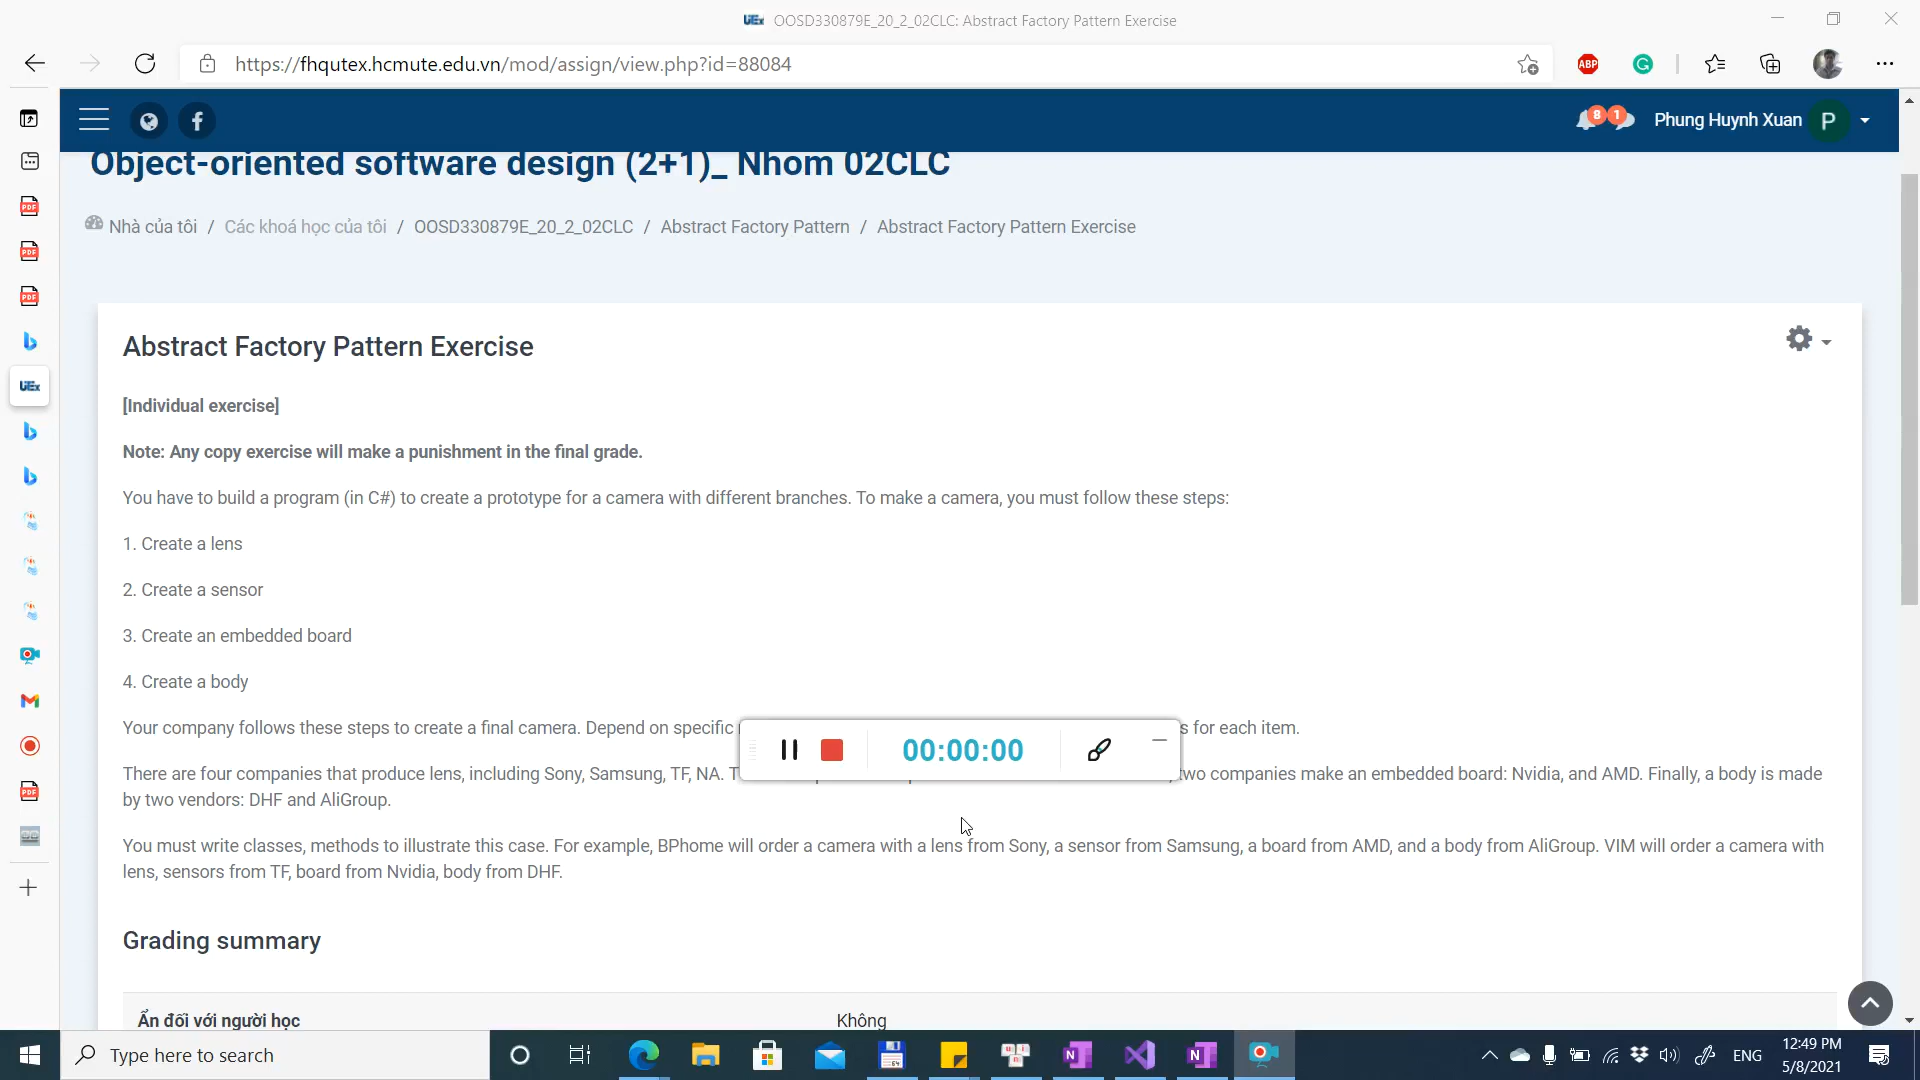 OOSD330879E_20_2_02CLC: Abstract Factory Pattern Exercise
https://fhqutex.hcmute.edu.vn/mod/assign/view.php?id=88084
ABP
G
8
1
Phung Huynh Xuan
P
Object-oriented software design (2+1)_ Nhom 02CLC
Nhà của tôi / Các khoá học của tôi / OOSD330879E_20_2_02CLC / Abstract Factory Pattern / Abstract Factory Pattern Exercise
Abstract Factory Pattern Exercise
[Individual exercise]
Note: Any copy exercise will make a punishment in the final grade.
You have to build a program (in C#) to create a prototype for a camera with different branches. To make a camera, you must follow these steps:
1. Create a lens
2. Create a sensor
3. Create an embedded board
4. Create a body
Your company follows these steps to create a final camera. Depend on specific
s for each item.
00:00:00
There are four companies that produce lens, including Sony, Samsung, TF, NA.
two companies make an embedded board: Nvidia, and AMD. Finally, a body is made
by two vendors: DHF and AliGroup.
You must write classes, methods to illustrate this case. For example, BPhome will order a camera with a lens from Sony, a sensor from Samsung, a board from AMD, and a body from AliGroup. VIM will order a camera with
lens, sensors from TF, board from Nvidia, body from DHF.
Grading summary
Ẩn đối với người học
Không
Type here to search
ENG
12:49 PM
5/8/2021